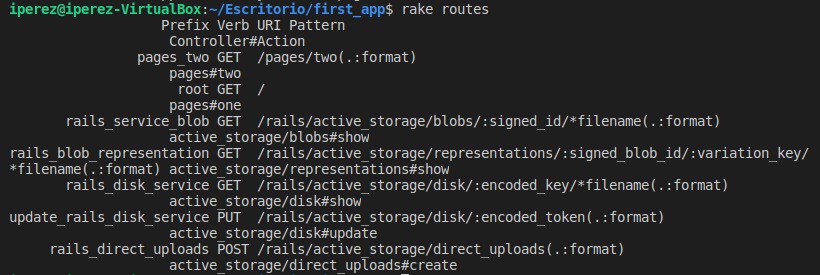 iperez@iperez-VirtualBox:~/Escritorio/first_app$ rake routes
Prefix Verb URI Pattern
Controller#Action
pages_two GET /pages/two(.:format)
pages#two
root GET /
pages#one
rails_service_blob GET /rails/active_storage/blobs/:signed_id/*filename(.:format)
active_storage/blobs#show
rails_blob_representation GET /rails/active_storage/representations/:signed_blob_id/:variation_key/
*filename(.:format) active_storage/representations#show
rails_disk_service GET /rails/active_storage/disk/:encoded_key/*filename(.:format)
active_storage/disk#show
update_rails_disk_service PUT /rails/active_storage/disk/:encoded_token(.:format)
active_storage/disk#update
rails_direct_uploads POST /rails/active_storage/direct_uploads(.:format)
active_storage/direct_uploads#create